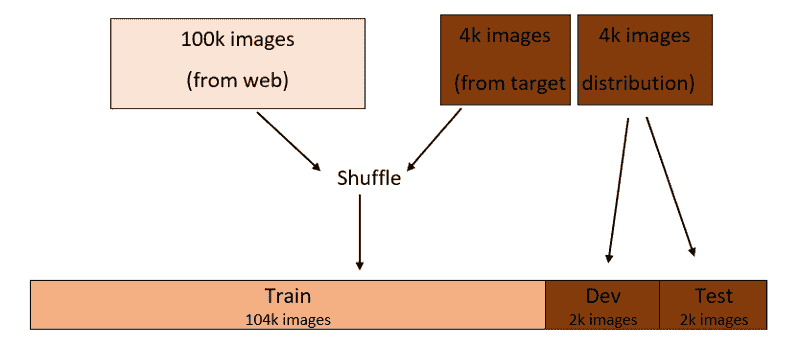 100k images
(from web)
4k images
(from target
4k images
distribution)
Shuffle
Train
104k images
Dev
2k images
Test
2k images